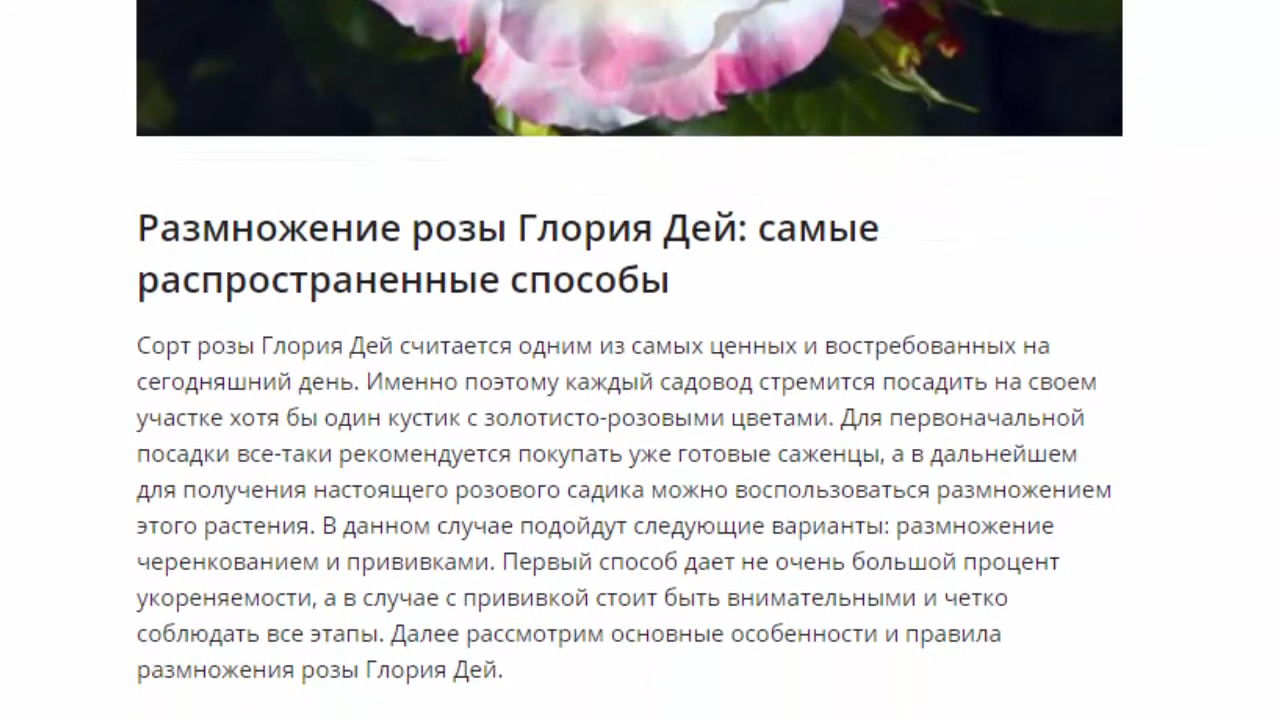 Размножение розы Глория Дей: самые
распространенные способы
Сорт розы Глория Дей считается одним из самых ценных и востребованных на
сегодняшний день. Именно поэтому каждый садовод стремится посадить на своем
участке хотя бы один кустик с золотисто-розовыми цветами. Для первоначальной
посадки все-таки рекомендуется покупать уже готовые саженцы, а в дальнейшем
для получения настоящего розового садика можно воспользоваться размножением
этого растения. В данном случае подойдут следующие варианты: размножение
черенкованием и прививками. Первый способ дает не очень большой процент
укореняемости, а в случае с прививкой стоит быть внимательными и четко
соблюдать все этапы. Далее рассмотрим основные особенности и правила
размножения розы Глория Дей.